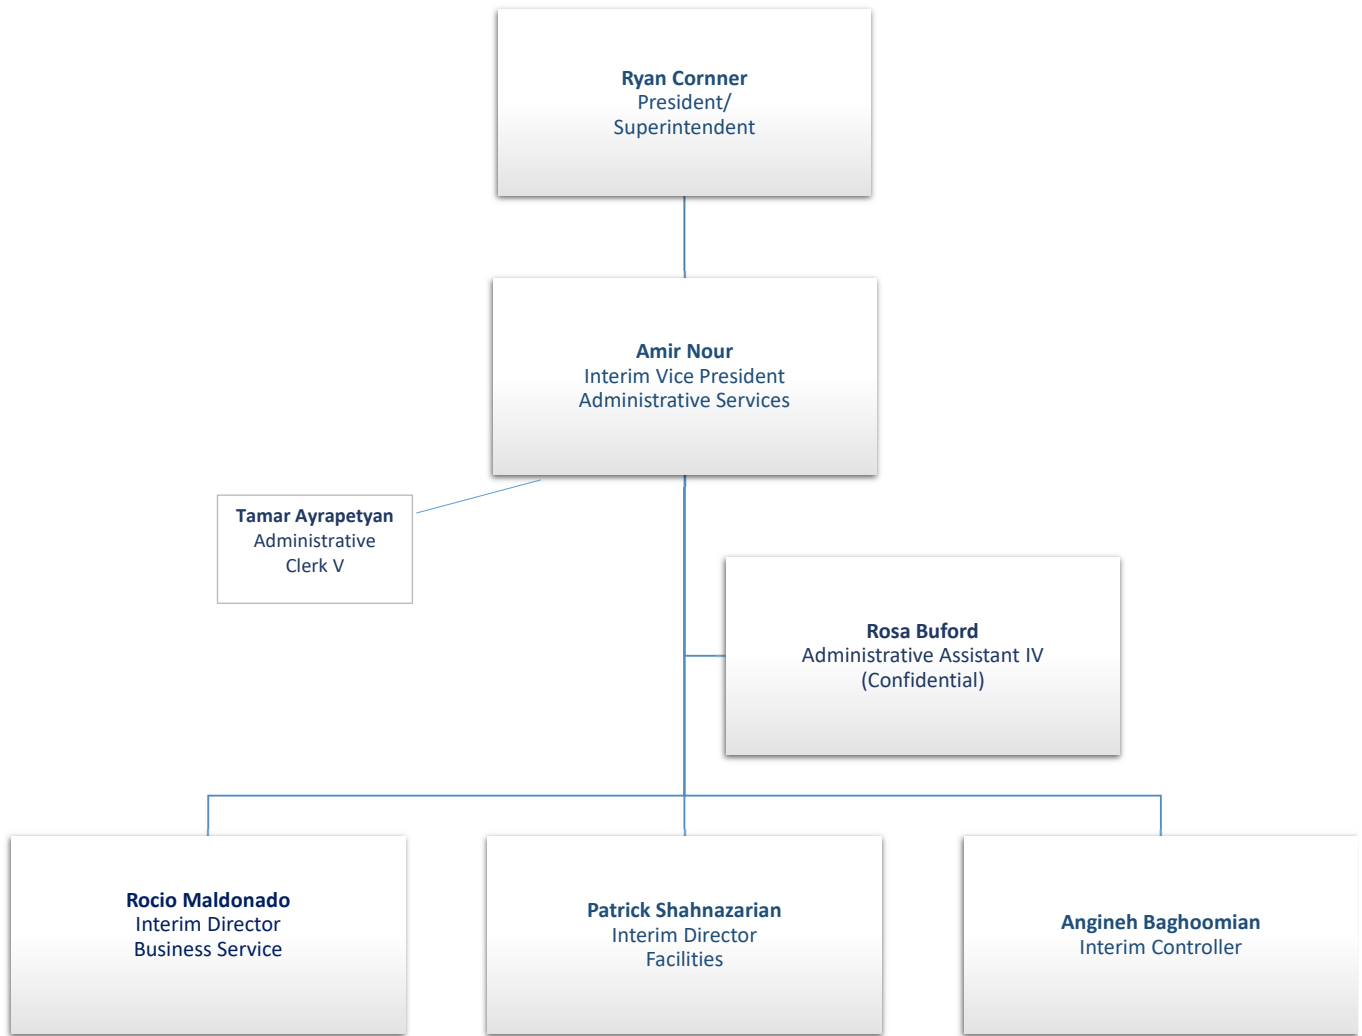 Ryan Cornner
President/
Superintendent
Amir Nour
Interim Vice President
Administrative Services
Tamar Ayrapetyan
Administrative
Clerk V
Rosa Buford
Administrative Assistant IV
(Confidential)
Rocio Maldonado
Interim Director
Business Service
Patrick Shahnazarian
Interim Director
Facilities
Angineh Baghoomian
Interim Controller